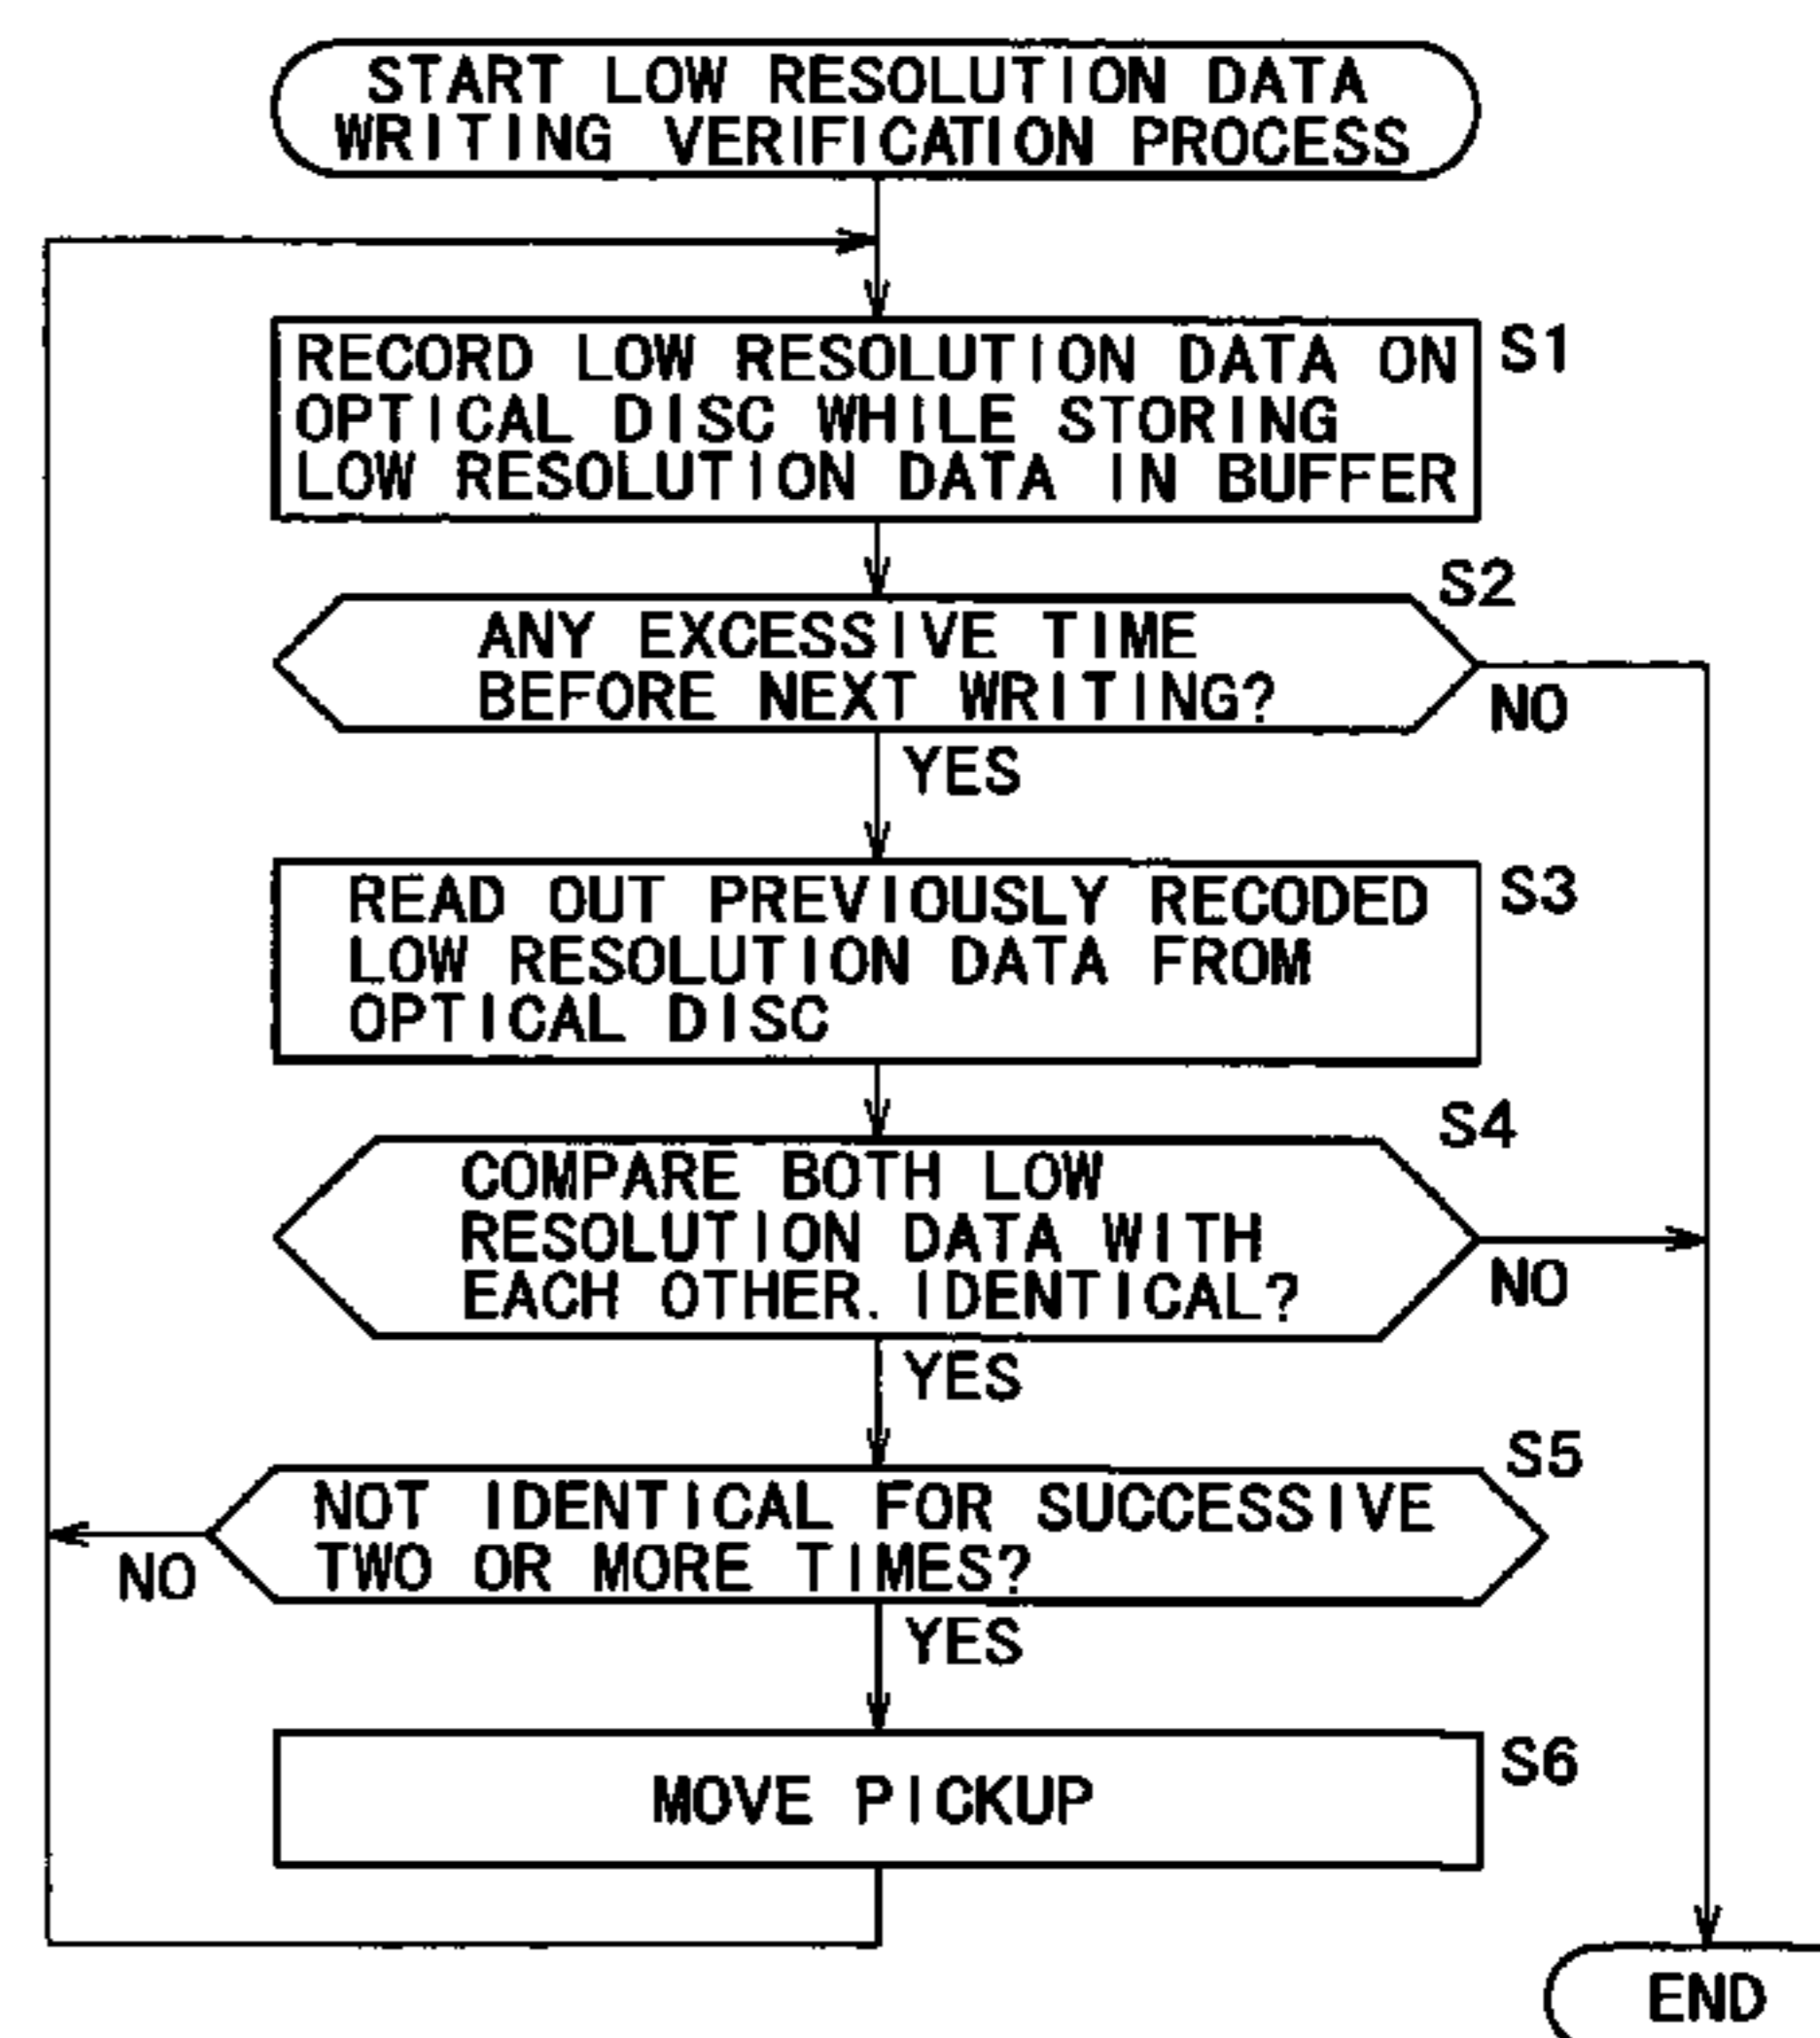 START LOW RESOLUTION DATA
WRITING VERIFICATION PROCESS
RECORD LOW RESOLUTION DATA ON
OPTICAL DISC WHILE STORING
LOW RESOLUTION DATA IN BUFFER
S1
ANY EXCESSIVE TIME
BEFORE NEXT WRITING?
S2
NO
YES
READ OUT PREVIOUSLY RECODED
LOW RESOLUTION DATA FROM
OPTICAL DISC
S3
COMPARE BOTH LOW
RESOLUTION DATA WITH
EACH OTHER. IDENTICAL?
S4
NO
YES
NOT IDENTICAL FOR SUCCESSIVE
TWO OR MORE TIMES?
S5
NO
YES
MOVE PICKUP
S6
END